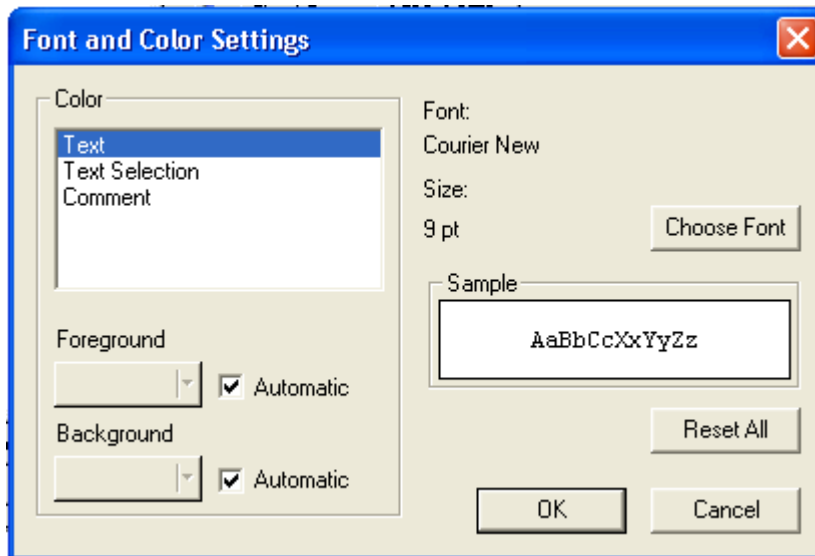 Font and Color Settings
Color
Text
Text Selection
Comment
Foreground
Automatic
Background
Automatic
Font:
Courier New
Size:
9 pt
Choose Font
Sample
AaBbCcXxYyZz
Reset All
OK
Cancel